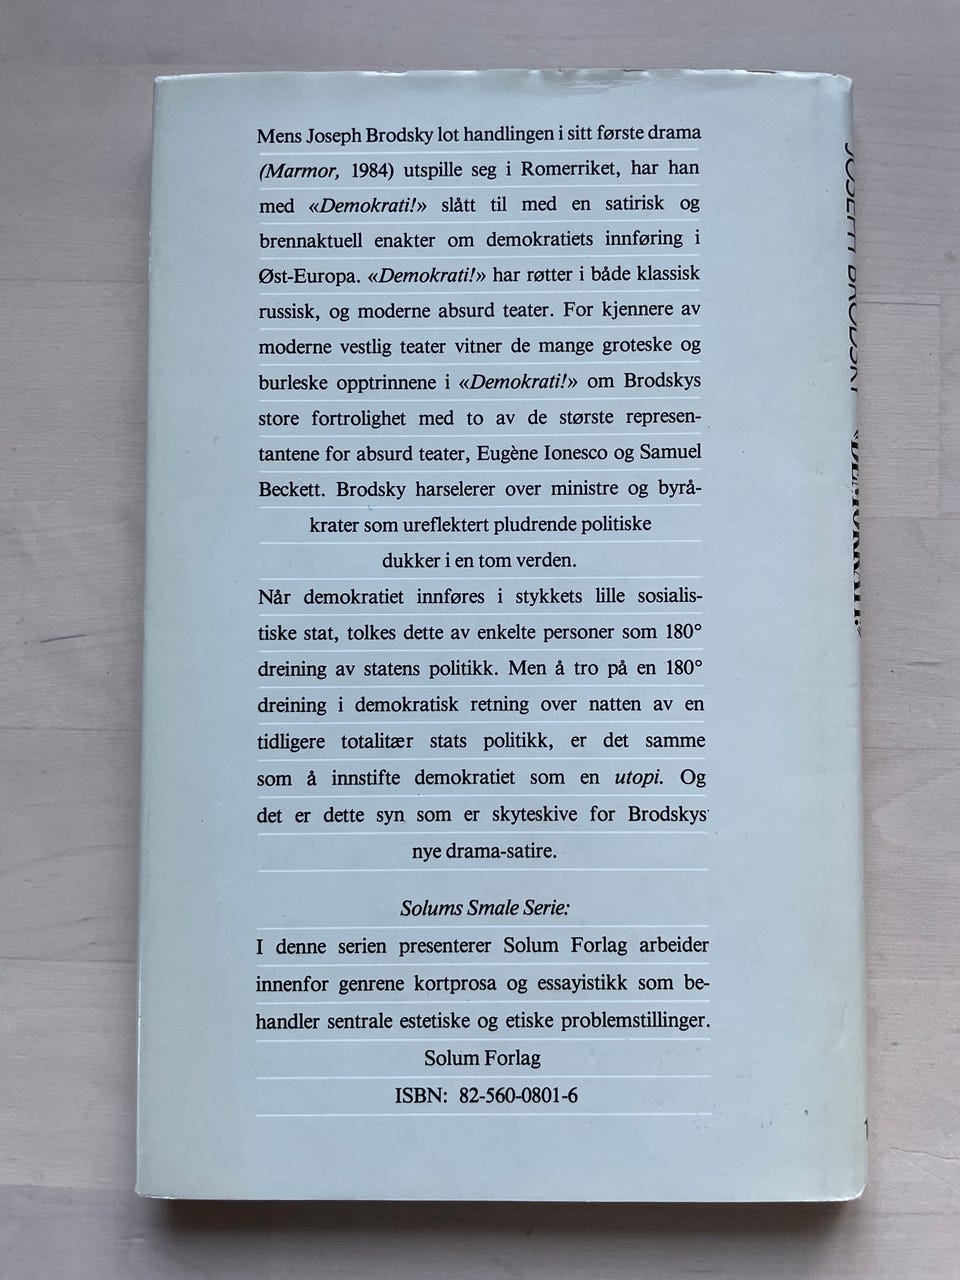 Mens Joseph Brodsky lot handlingen i sitt første drama
(Marmor, 1984) utspille seg i Romerriket, har han
med «Demokrati!» slått til med en satirisk og
brennaktuell enakter om demokratiets innføring i
Øst-Europa. «Demokrati!» har røtter i både klassisk
russisk, og moderne absurd teater. For kjennere av
moderne vestlig teater vitner de mange groteske og
burleske opptrinnene i «Demokrati!» om Brodskys
store fortrolighet med to av de største represen-
tantene for absurd teater, Eugène Ionesco og Samuel
Beckett. Brodsky harselerer over ministre og byrå-
krater som ureflektert pludrende politiske
dukker i en tom verden.
Når demokratiet innføres i stykkets lille sosialis-
tiske stat, tolkes dette av enkelte personer som 180°
dreining av statens politikk. Men å tro på en 180°
dreining i demokratisk retning over natten av en
tidligere totalitær stats politikk, er det samme
som å innstifte demokratiet som en utopi. Og
det er dette syn som er skyteskive for Brodskys
nye drama-satire.
Solums Smale Serie:
I denne serien presenterer Solum Forlag arbeider
innenfor genrene kortprosa og essayistikk som be-
handler sentrale estetiske og etiske problemstillinger.
Solum Forlag
ISBN: 82-560-0801-6
JOSEPH BRODSKY «DEMOKRATI!»